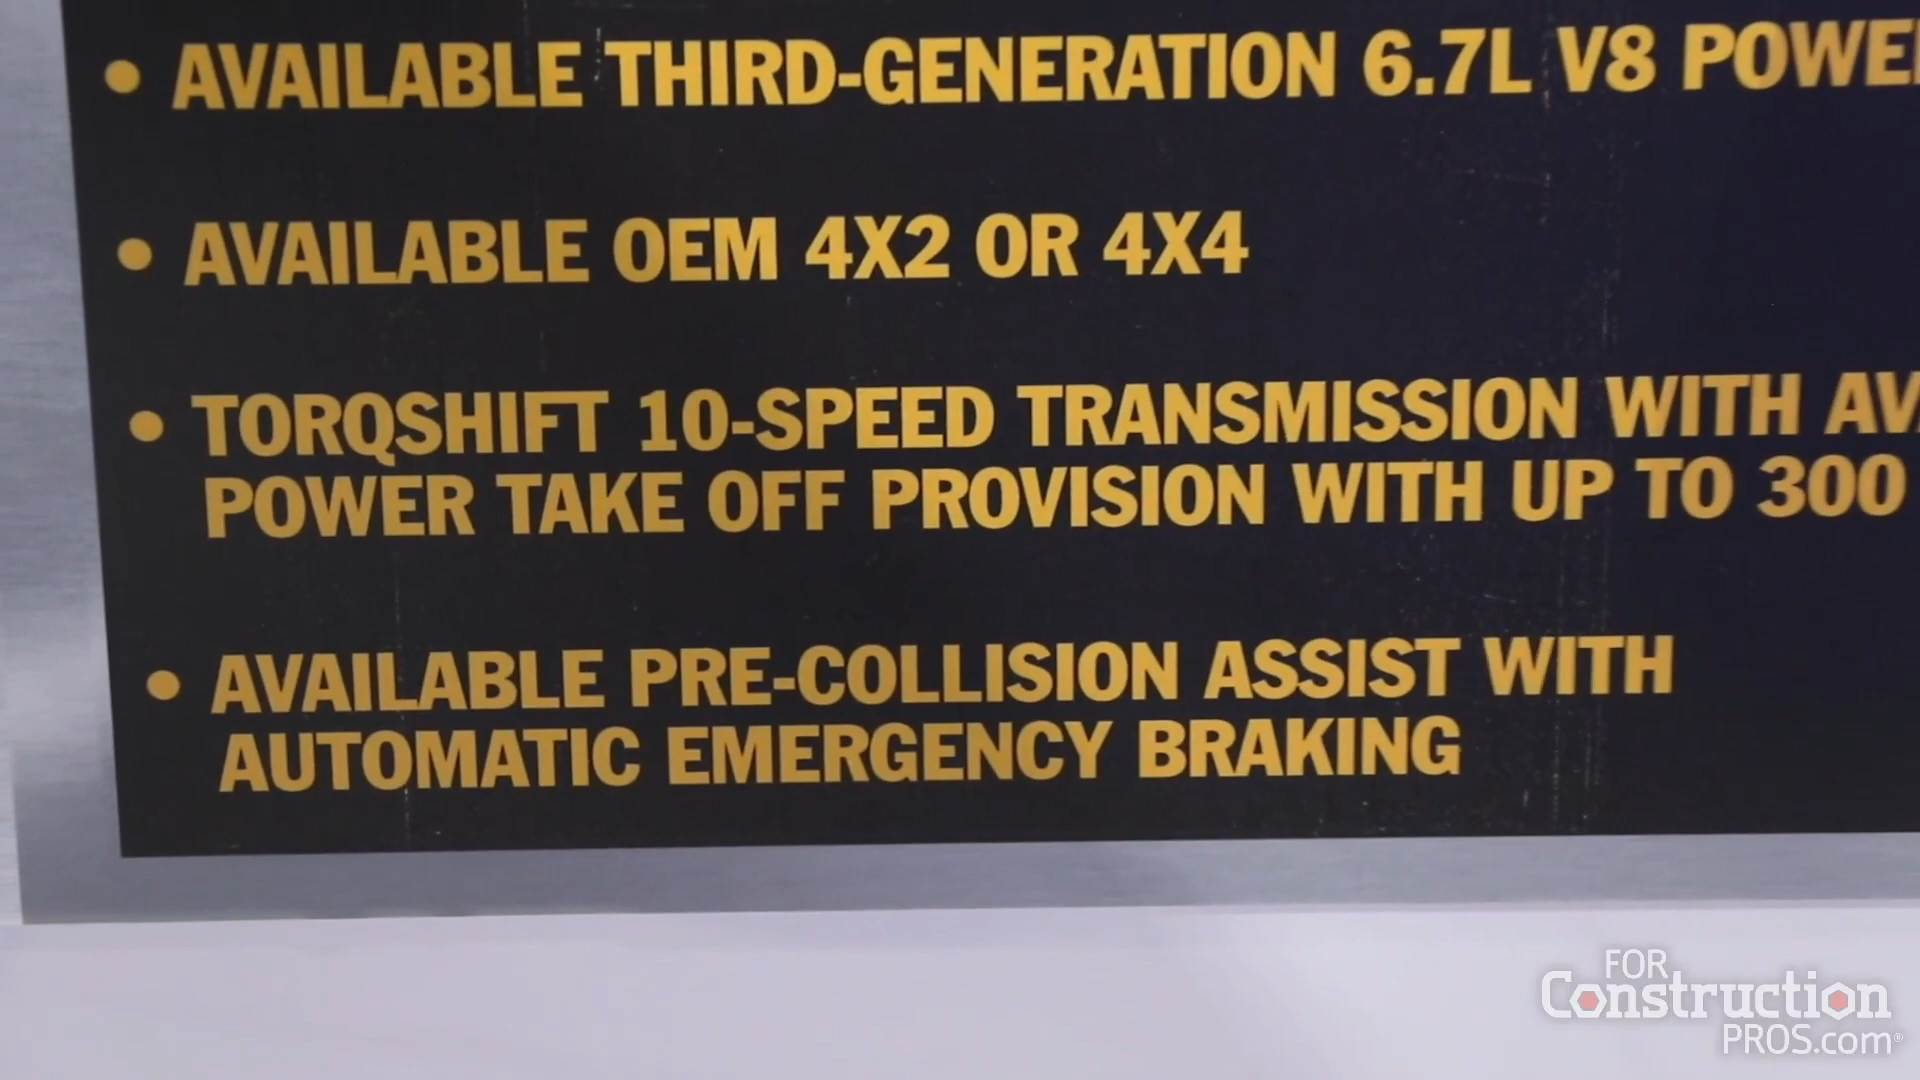 • AVAILABLE THIRD-GENERATION 6.7L V8
• AVAILABLE OEM 4X2 OR 4X4
• TORQSHIFT 10-SPEED TRANSMISSION WITH
POWER TAKE OFF PROVISION WITH UP TO 300
• AVAILABLE PRE-COLLISION ASSIST WITH
AUTOMATIC EMERGENCY BRAKING
FOR
Construction
PROS.com®